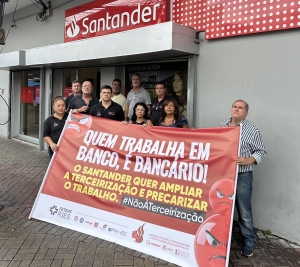 Santander
QUEM TRABALHA EM
BANCO, É BANCÁRIO!
O SANTANDER QUER AMPLIAR
A TERCEIRIZAÇÃO E PRECARIZAR
O TRABALHO. #NãoÀTerceirização